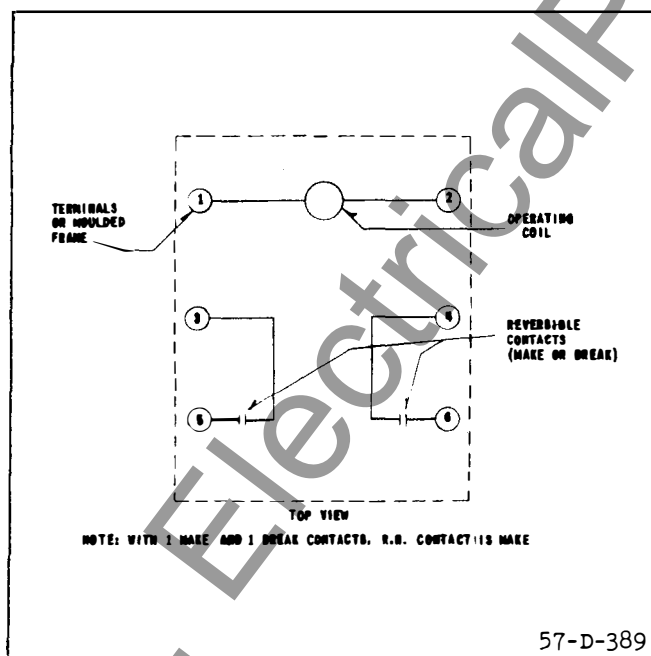 1
2
TERMINALS
OR MOULDED
FRAME
OPERATING
COIL
3
4
REVERSIBLE
CONTACTS
(MAKE OR BREAK)
5
6
TOP VIEW
NOTE: WITH 1 MAKE AND 1 BREAK CONTACTS, R.H. CONTACT IS MAKE
57-D-389
Electrical